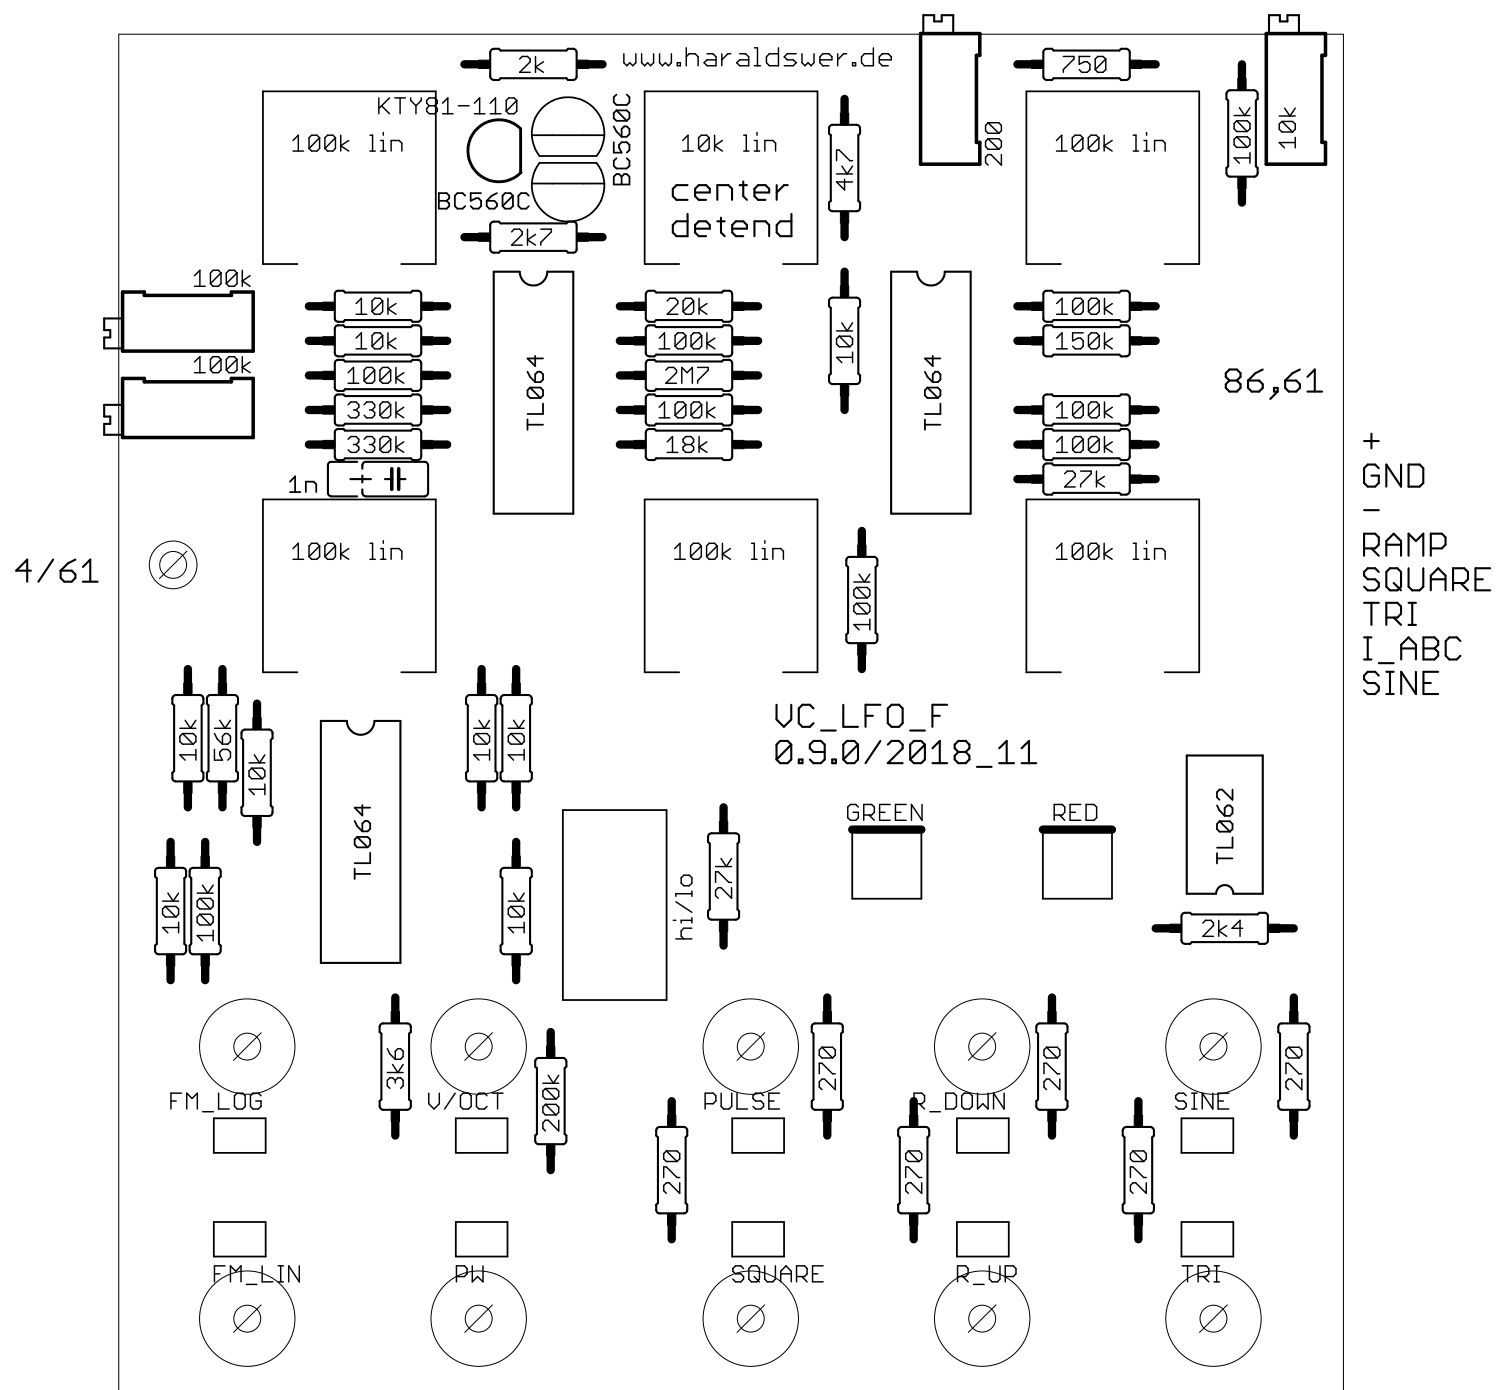 2k
www.haraldswer.de
750
KTY81-110
BC560C
100k lin
10k lin
100k lin
center
detend
4k7
200
100k
10k
BC560C
2k7
100k
10k
20k
100k
10k
100k
10k
150k
100k
100k
2M7
TL064
TL064
86,61
330k
100k
100k
330k
18k
100k
1n
27k
+
GND
-
RAMP
SQUARE
TRI
I_ABC
SINE
4/61
100k lin
100k lin
100k lin
100k
10k
56k
10k
10k
10k
VC_LFO_F
0.9.0/2018_11
GREEN
RED
TL062
TL064
10k
100k
10k
hi/lo
27k
2k4
3k6
200k
270
270
270
FM_LOG
V/OCT
PULSE
R_DOWN
SINE
270
270
270
FM_LIN
PW
SQUARE
R_UP
TRI